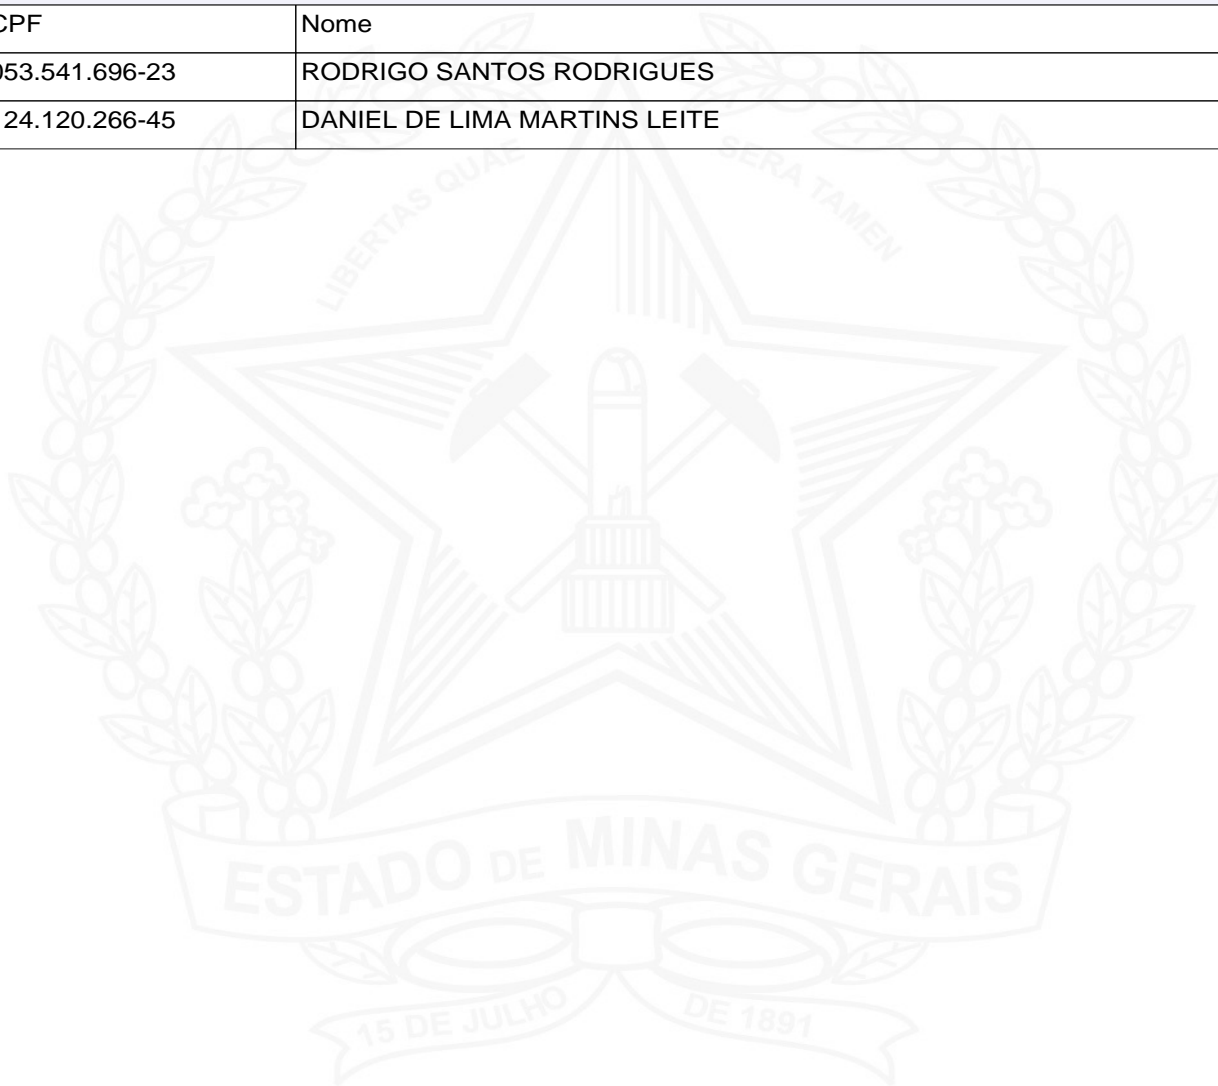 CPF Nome
053.541.696-23 RODRIGO SANTOS RODRIGUES
24.120.266-45 DANIEL DE LIMA MARTINS LEITE
LIBERTAS QUAE SERA TAMEN
ESTADO DE MINAS GERAIS
15 DE JULHO DE 1891